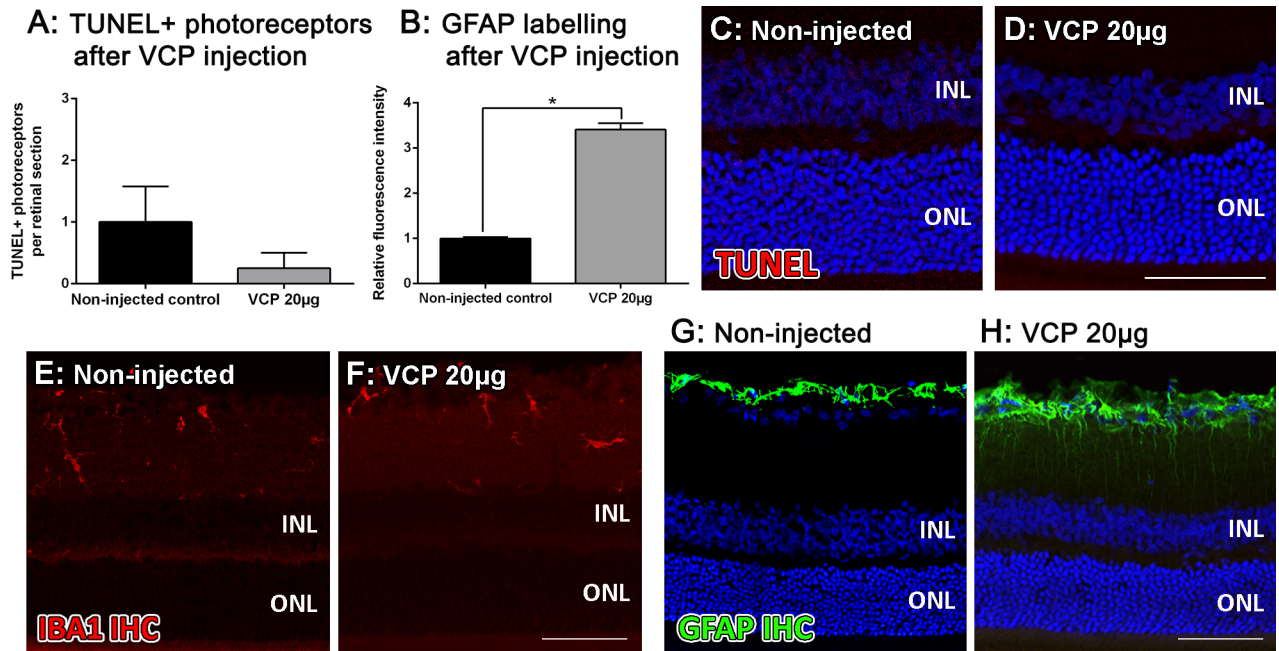 A: TUNEL+ photoreceptors
after VCP injection
TUNEL+ photoreceptors
per retinal section
3
2
1
0
Non-injected control
VCP 20µg
B: GFAP labelling
after VCP injection
Relative fluorescence intensity
4
3
2
1
0
*
Non-injected control
VCP 20µg
C: Non-injected
INL
ONL
TUNEL
D: VCP 20µg
INL
ONL
E: Non-injected
INL
ONL
IBA1 IHC
F: VCP 20µg
INL
ONL
G: Non-injected
INL
ONL
GFAP IHC
H: VCP 20µg
INL
ONL